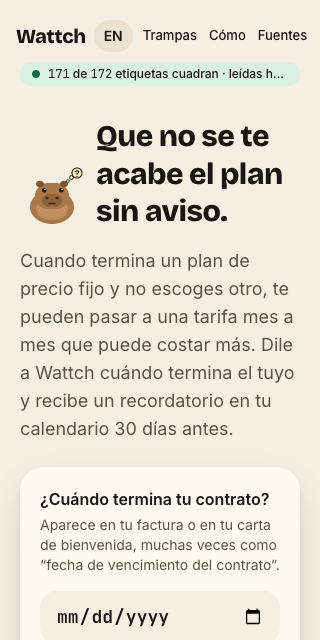 Wattch EN Trampas Cómo Fuentes
171 de 172 etiquetas cuadran · leídas h…
?
Que no se te
acabe el plan
sin aviso.
Cuando termina un plan de
precio fijo y no escoges otro, te
pueden pasar a una tarifa mes a
mes que puede costar más. Dile
a Wattch cuándo termina el tuyo
y recibe un recordatorio en tu
calendario 30 días antes.
¿Cuándo termina tu contrato?
Aparece en tu factura o en tu carta
de bienvenida, muchas veces como
“fecha de vencimiento del contrato”.
mm/dd/yyyy